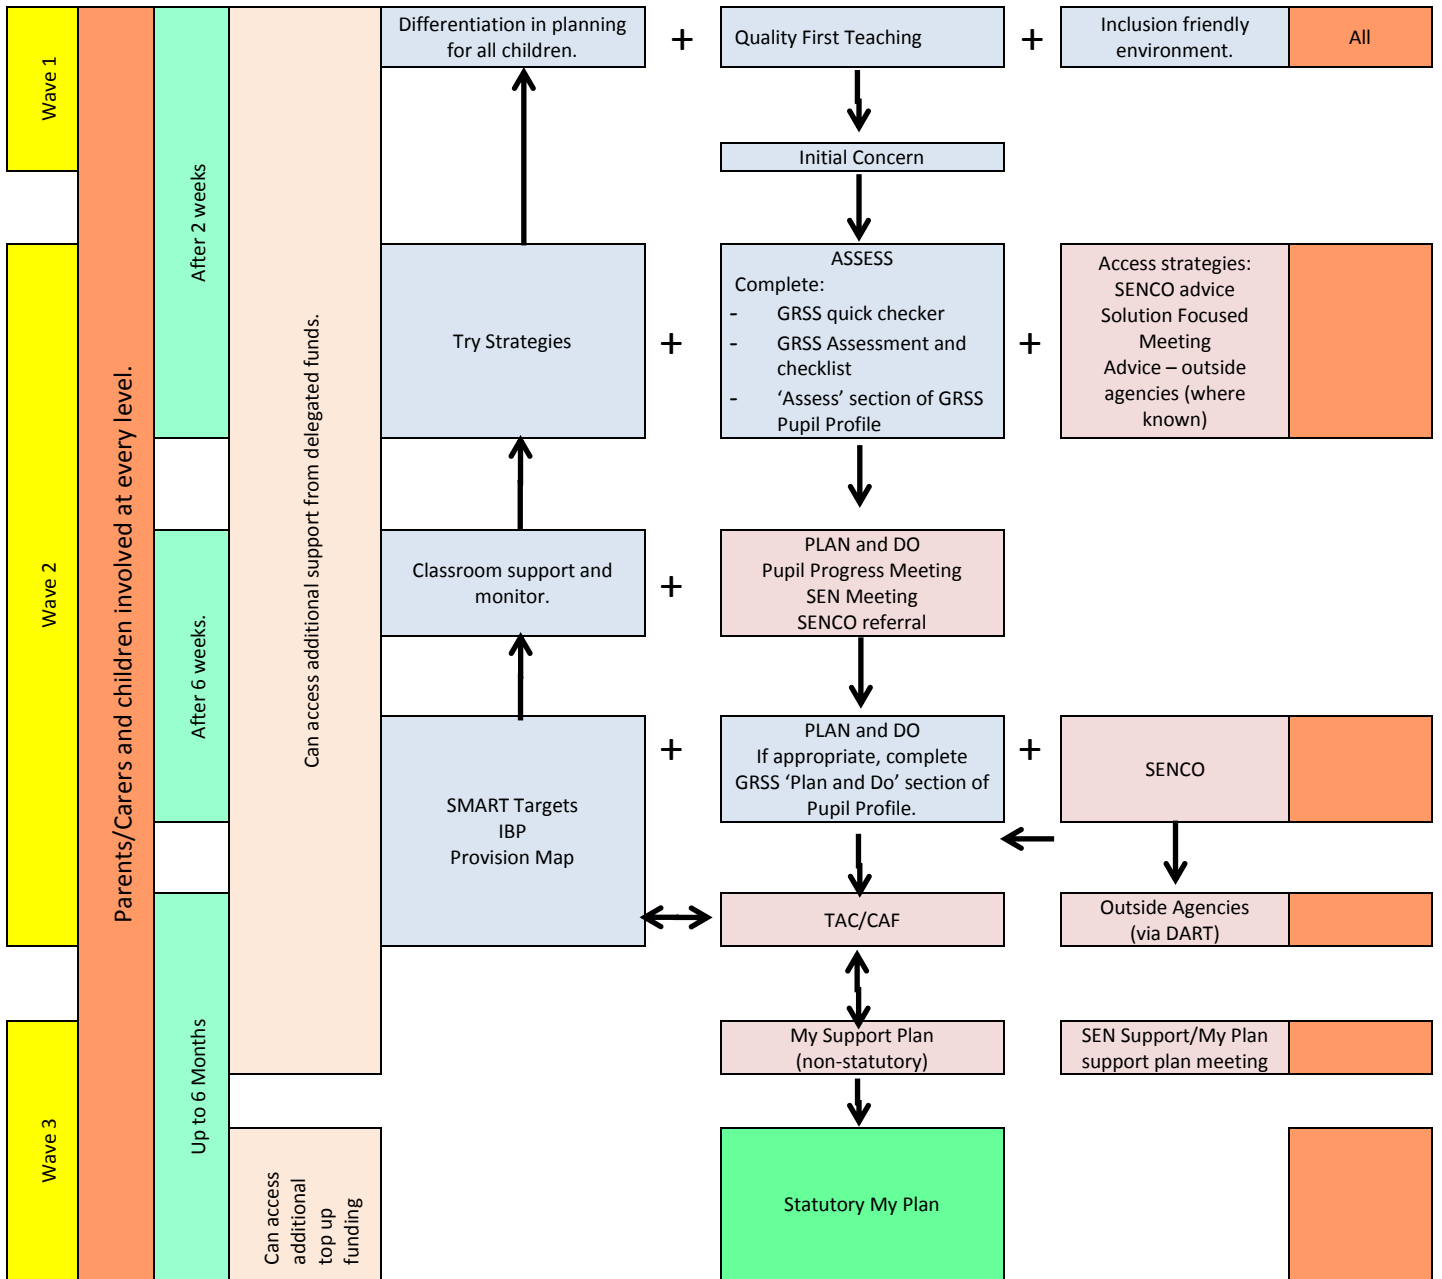 Wave 1
Wave 2
Wave 3
Parents/Carers and children involved at every level.
After 2 weeks
After 6 weeks.
Up to 6 Months
Can access additional support from delegated funds.
Can access
additional
top up
funding
Differentiation in planning
for all children.
+
Quality First Teaching
+
Inclusion friendly
environment.
All
Initial Concern
Try Strategies
+
ASSESS
Complete:
- GRSS quick checker
- GRSS Assessment and
checklist
- ‘Assess’ section of GRSS
Pupil Profile
+
Access strategies:
SENCO advice
Solution Focused
Meeting
Advice – outside
agencies (where
known)
Classroom support and
monitor.
+
PLAN and DO
Pupil Progress Meeting
SEN Meeting
SENCO referral
SMART Targets
IBP
Provision Map
+
PLAN and DO
If appropriate, complete
GRSS ‘Plan and Do’ section of
Pupil Profile.
+
SENCO
TAC/CAF
Outside Agencies
(via DART)
My Support Plan
(non-statutory)
SEN Support/My Plan
support plan meeting
Statutory My Plan